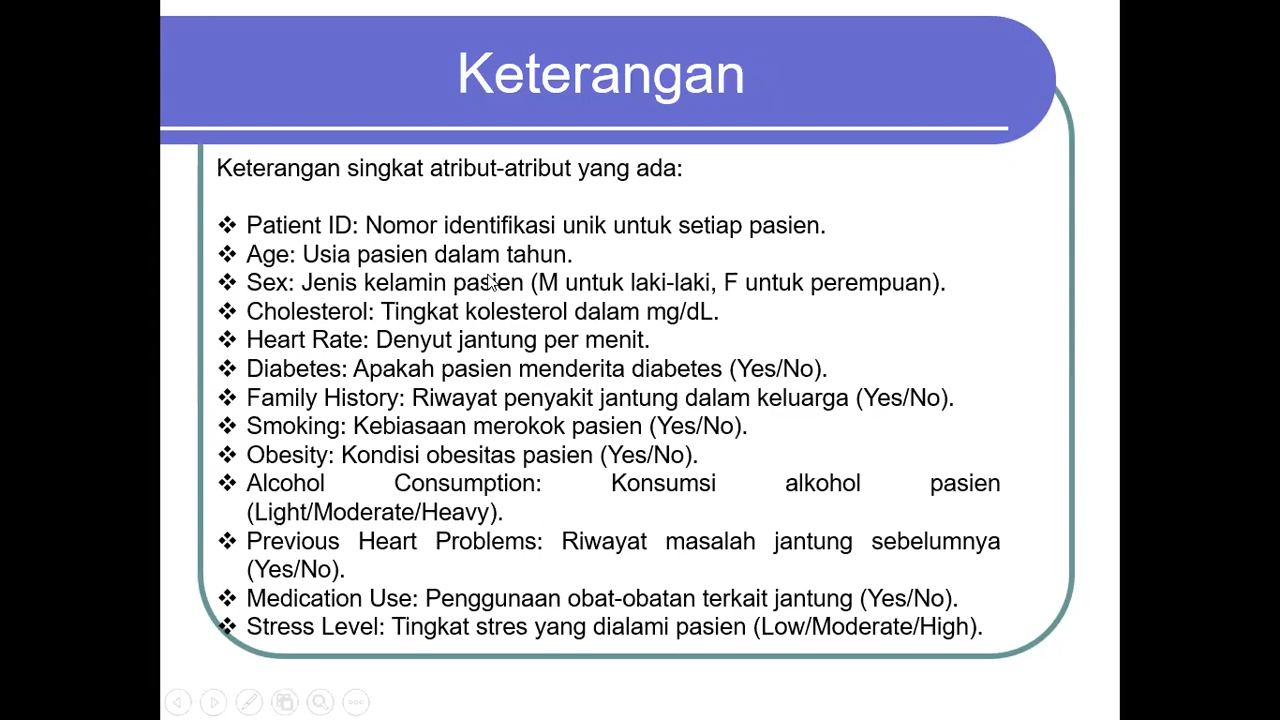 Keterangan
Keterangan singkat atribut-atribut yang ada:
❖ Patient ID: Nomor identifikasi unik untuk setiap pasien.
❖ Age: Usia pasien dalam tahun.
❖ Sex: Jenis kelamin pasien (M untuk laki-laki, F untuk perempuan).
❖ Cholesterol: Tingkat kolesterol dalam mg/dL.
❖ Heart Rate: Denyut jantung per menit.
❖ Diabetes: Apakah pasien menderita diabetes (Yes/No).
❖ Family History: Riwayat penyakit jantung dalam keluarga (Yes/No).
❖ Smoking: Kebiasaan merokok pasien (Yes/No).
❖ Obesity: Kondisi obesitas pasien (Yes/No).
❖ Alcohol Consumption: Konsumsi alkohol pasien
(Light/Moderate/Heavy).
❖ Previous Heart Problems: Riwayat masalah jantung sebelumnya
(Yes/No).
❖ Medication Use: Penggunaan obat-obatan terkait jantung (Yes/No).
❖ Stress Level: Tingkat stres yang dialami pasien (Low/Moderate/High).